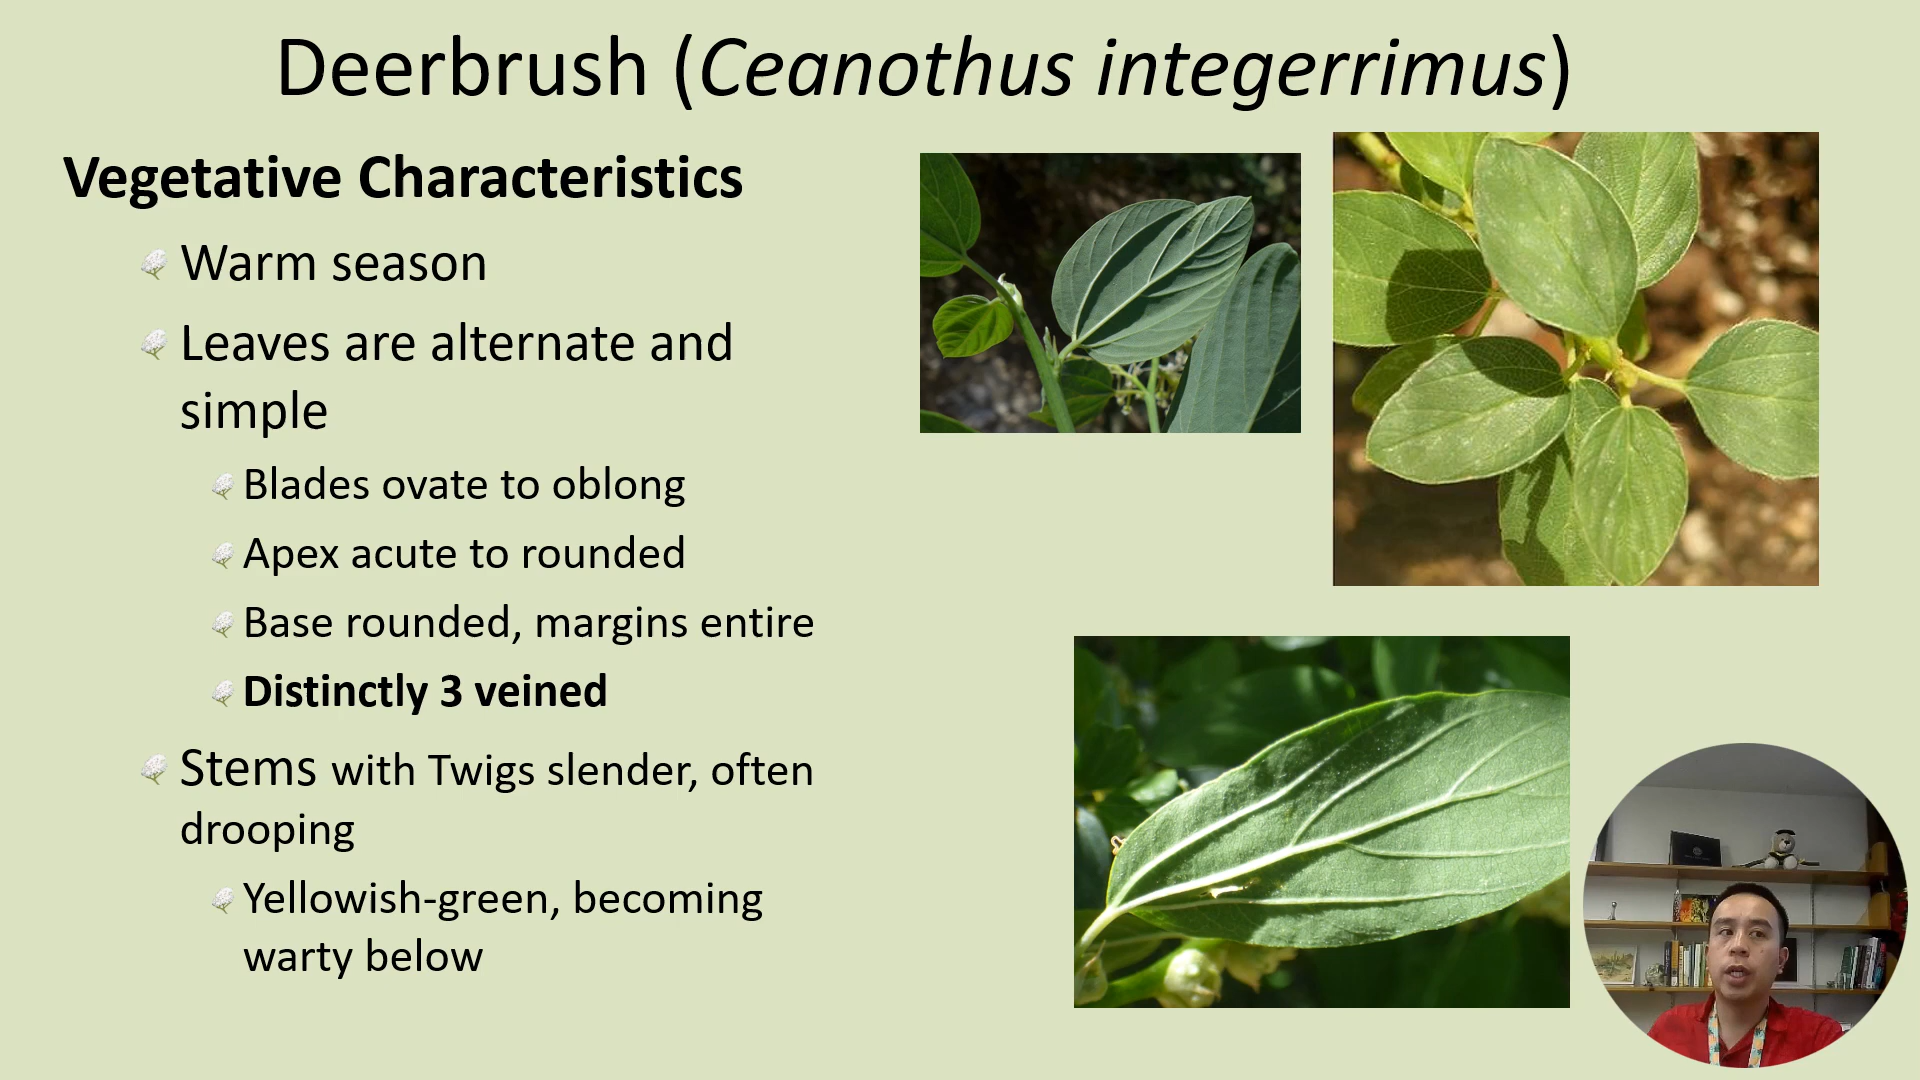 Deerbrush (Ceanothus integerrimus)
Vegetative Characteristics
Warm season
Leaves are alternate and
simple
Blades ovate to oblong
Apex acute to rounded
Base rounded, margins entire
Distinctly 3 veined
Stems with Twigs slender, often
drooping
Yellowish-green, becoming
warty below